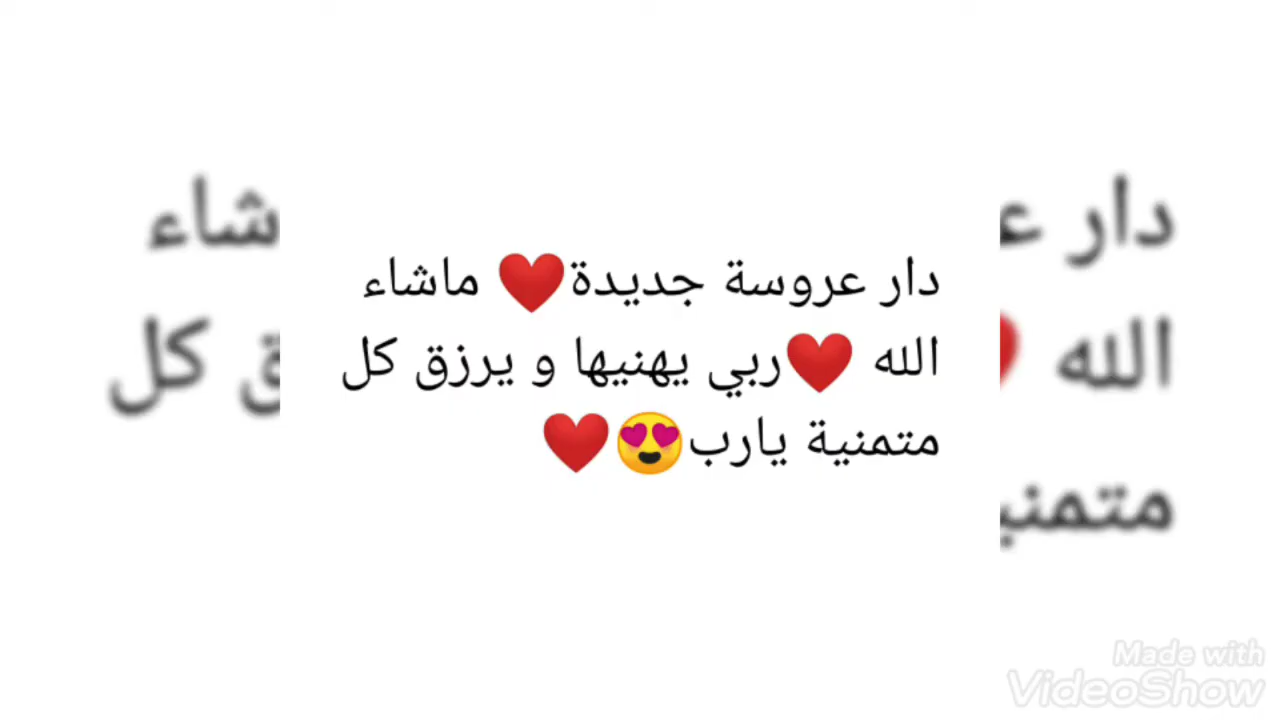 دار عروسة جديدة❤️ ماشاء
الله ❤️ربي يهنيها و يرزق كل
متمنية يارب😍❤️
Made with
VideoShow